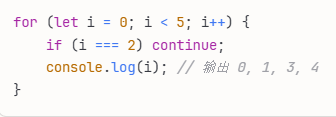 for (let i = 0; i < 5; i++) {
    if (i === 2) continue;
    console.log(i); // 输出 0, 1, 3, 4
}